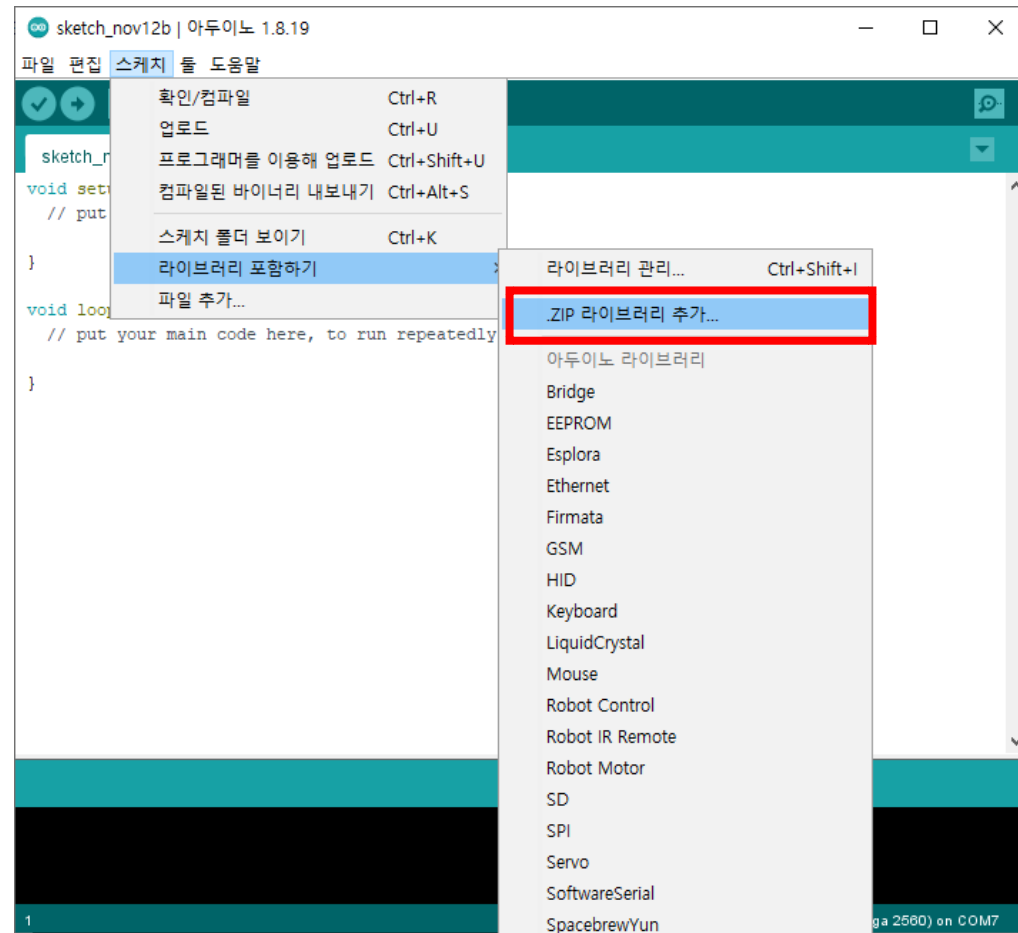 sketch_nov12b | 아두이노 1.8.19
파일 편집 스케치 툴 도움말
확인/컴파일 Ctrl+R
업로드 Ctrl+U
프로그래머를 이용해 업로드 Ctrl+Shift+U
컴파일된 바이너리 내보내기 Ctrl+Alt+S
스케치 폴더 보이기 Ctrl+K
라이브러리 포함하기
파일 추가...
라이브러리 관리... Ctrl+Shift+I
.ZIP 라이브러리 추가...
아두이노 라이브러리
Bridge
EEPROM
Esplora
Ethernet
Firmata
GSM
HID
Keyboard
LiquidCrystal
Mouse
Robot Control
Robot IR Remote
Robot Motor
SD
SPI
Servo
SoftwareSerial
SpacebrewYun
void
// put
}
void
// put your main code here, to run repeatedly
}
1
2560) on COM7